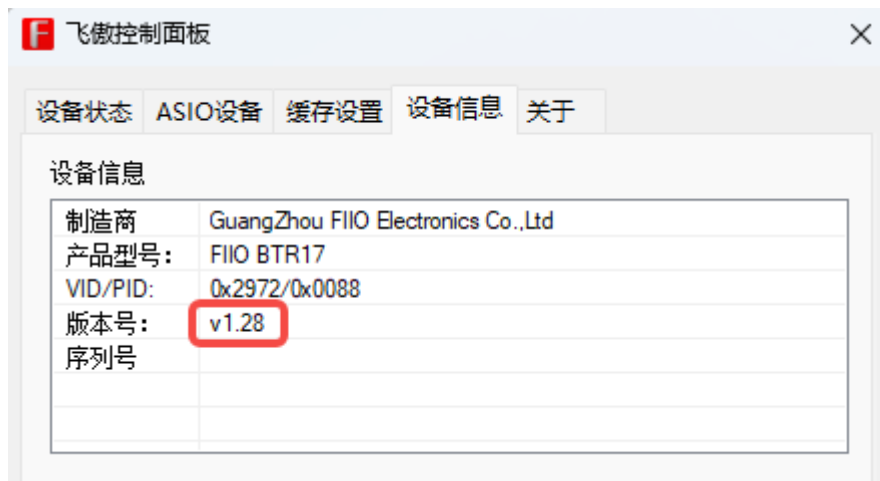 飞傲控制面板
设备状态 ASIO设备 缓存设置 设备信息 关于
设备信息
制造商 GuangZhou FIIO Electronics Co.,Ltd
产品型号： FIIO BTR17
VID/PID: 0x2972/0x0088
版本号： v1.28
序列号